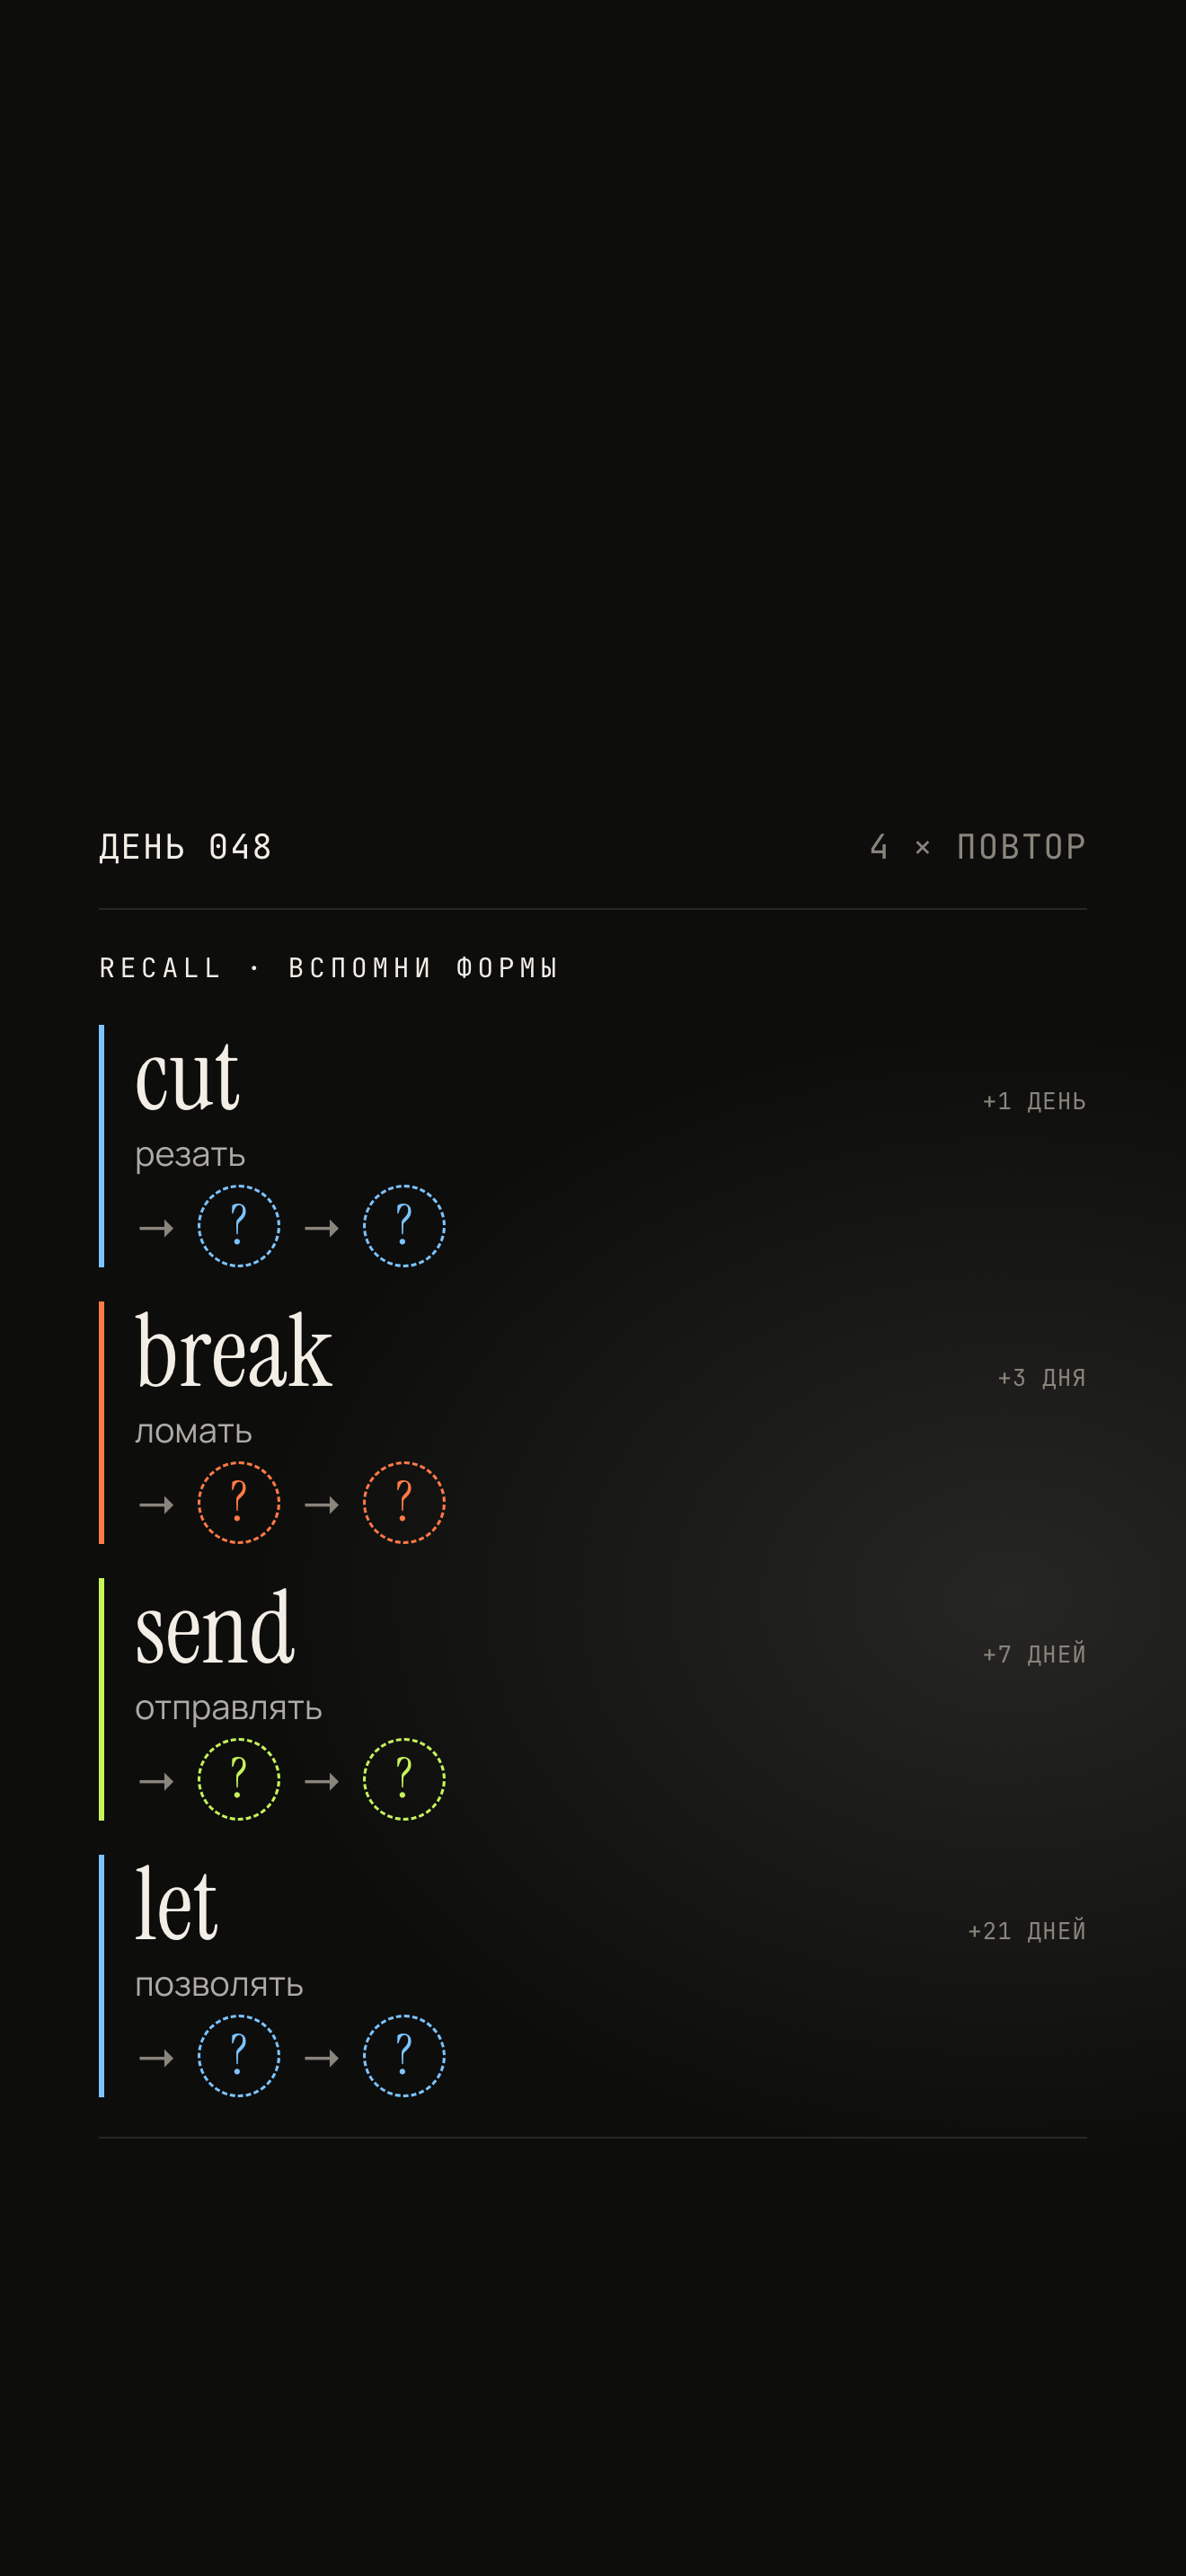 ДЕНЬ 048 4 × ПОВТОР
RECALL · ВСПОМНИ ФОРМЫ
cut
+1 ДЕНЬ
резать
→ ? → ?
break
+3 ДНЯ
ломать
→ ? → ?
send
+7 ДНЕЙ
отправлять
→ ? → ?
let
+21 ДНЕЙ
позволять
→ ? → ?